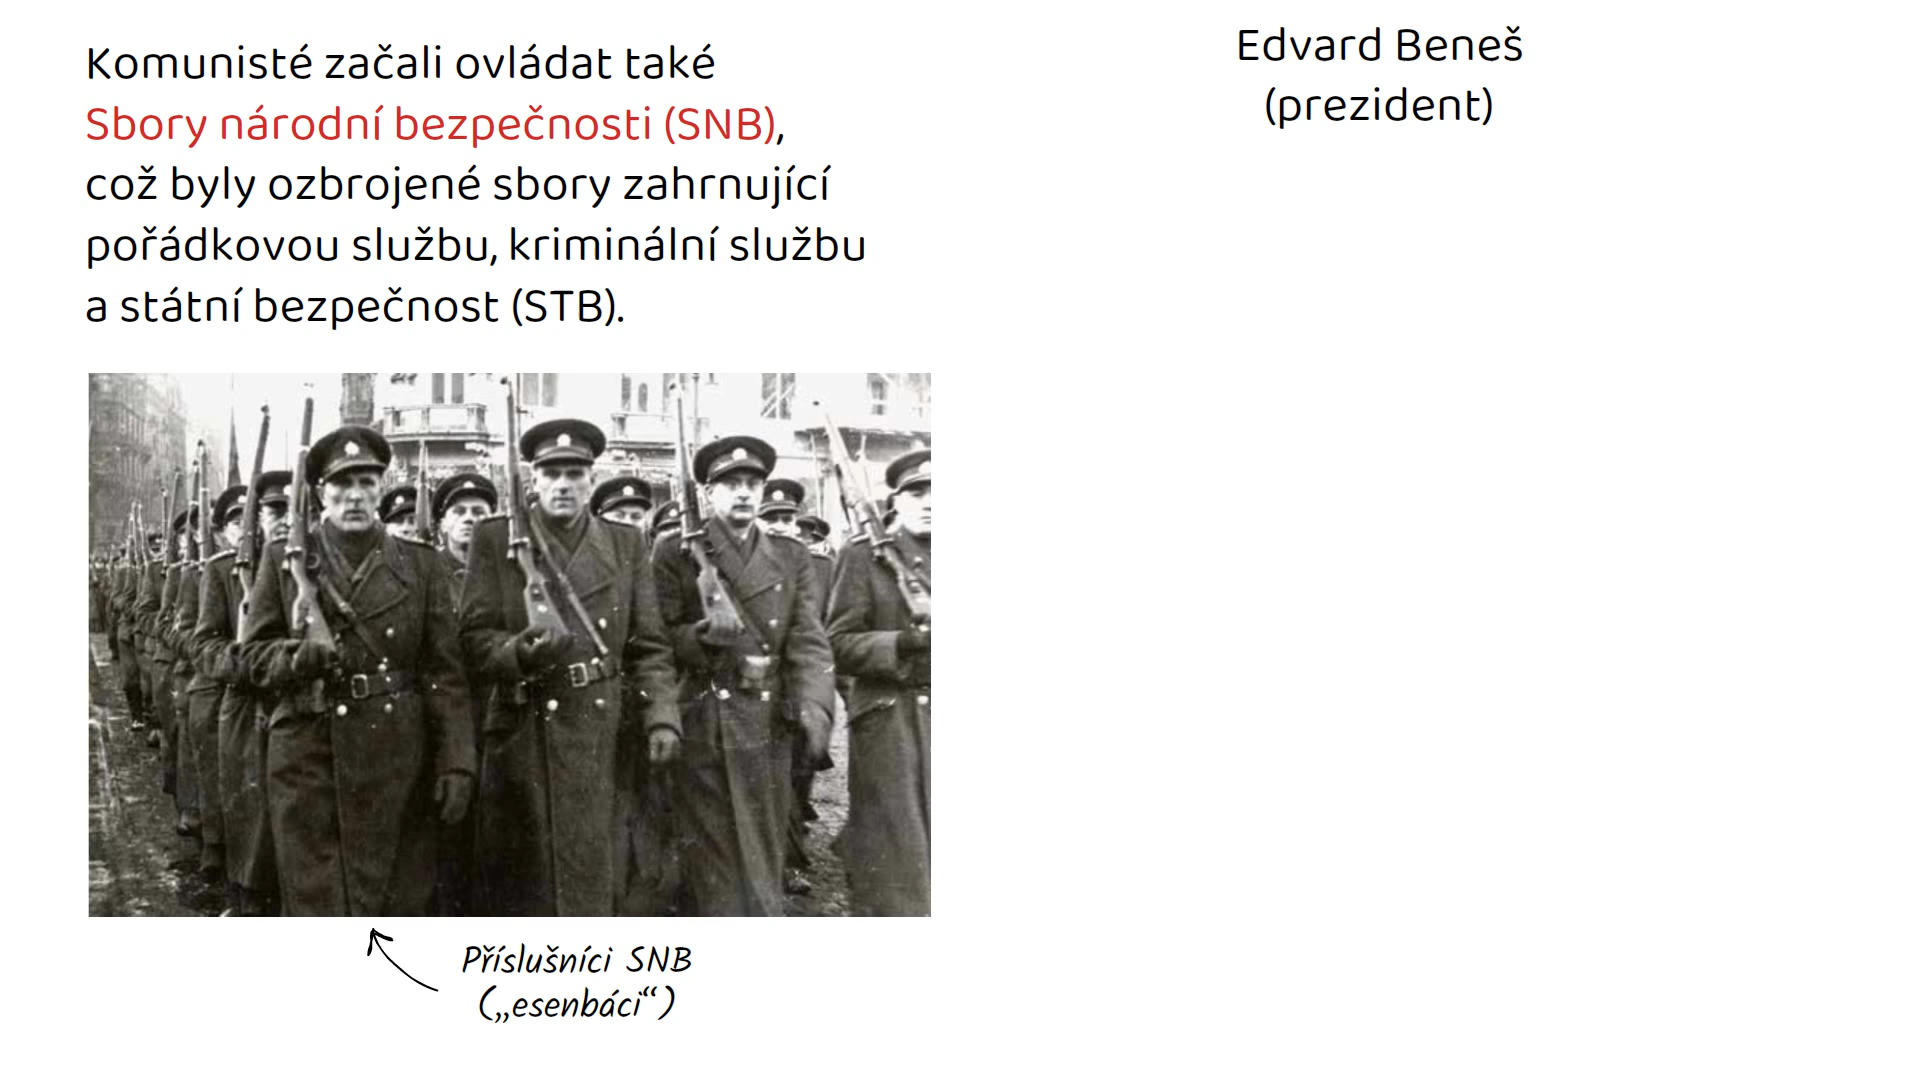 Komunisté začali ovládat také
Sbory národní bezpečnosti (SNB),
což byly ozbrojené sbory zahrnující
pořádkovou službu, kriminální službu
a státní bezpečnost (STB).
Příslušníci SNB
(„esenbáci“)
Edvard Beneš
(prezident)